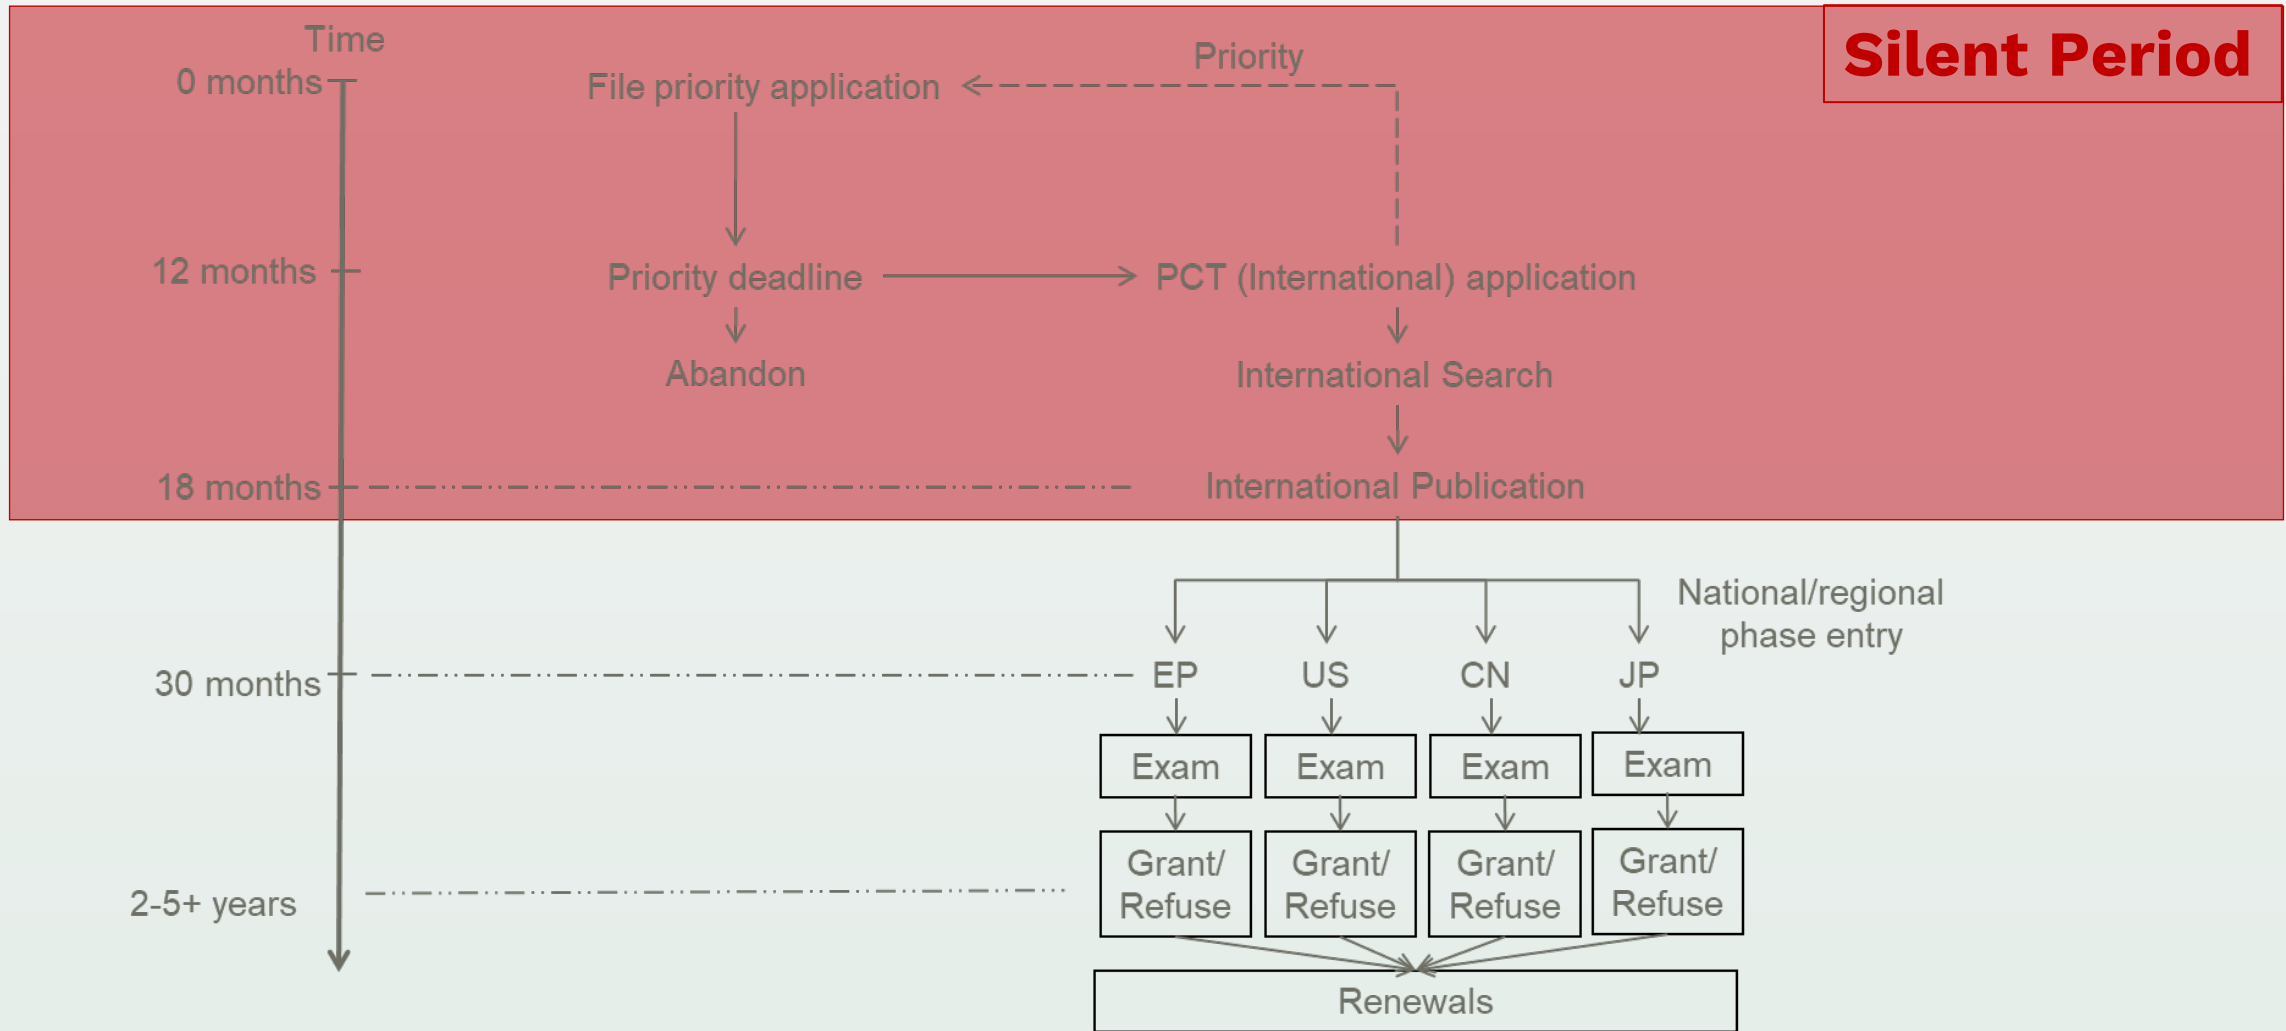 Silent Period
Time
0 months
File priority application
Priority
12 months
Priority deadline
PCT (International) application
Abandon
International Search
18 months
International Publication
National/regional
phase entry
30 months
EP
US
CN
JP
Exam
Exam
Exam
Exam
2-5+ years
Grant/
Refuse
Grant/
Refuse
Grant/
Refuse
Grant/
Refuse
Renewals